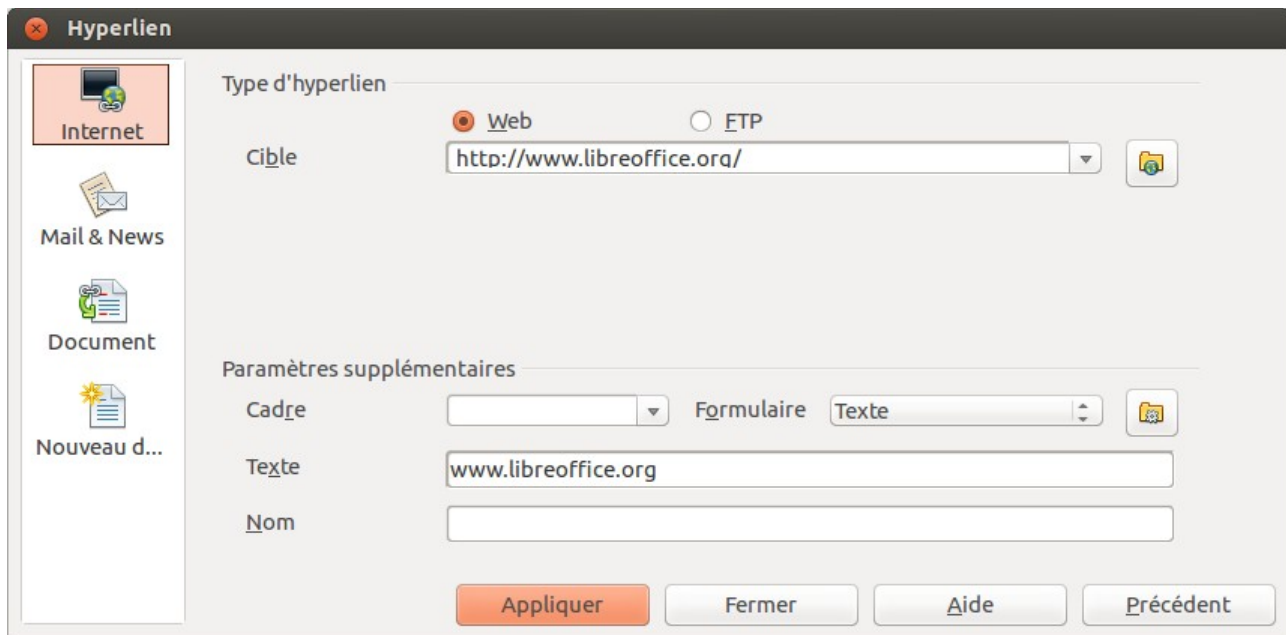 Hyperlien
Internet
Mail & News
Document
Nouveau d...
Type d'hyperlien
Web FTP
Cible http://www.libreoffice.org/
Paramètres supplémentaires
Cadre Formulaire Texte
Texte www.libreoffice.org
Nom
Appliquer Fermer Aide Précédent